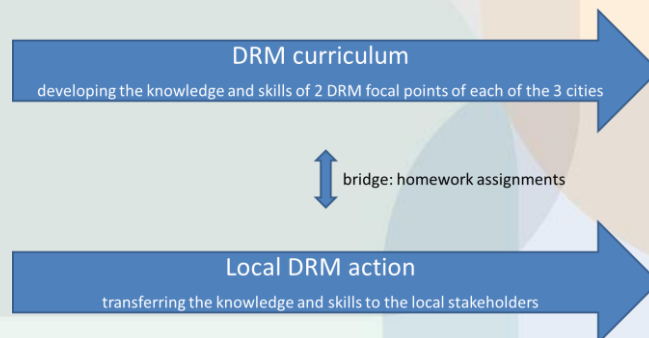 DRM curriculum
developing the knowledge and skills of 2 DRM focal points of each of the 3 cities
bridge: homework assignments
Local DRM action
transferring the knowledge and skills to the local stakeholders